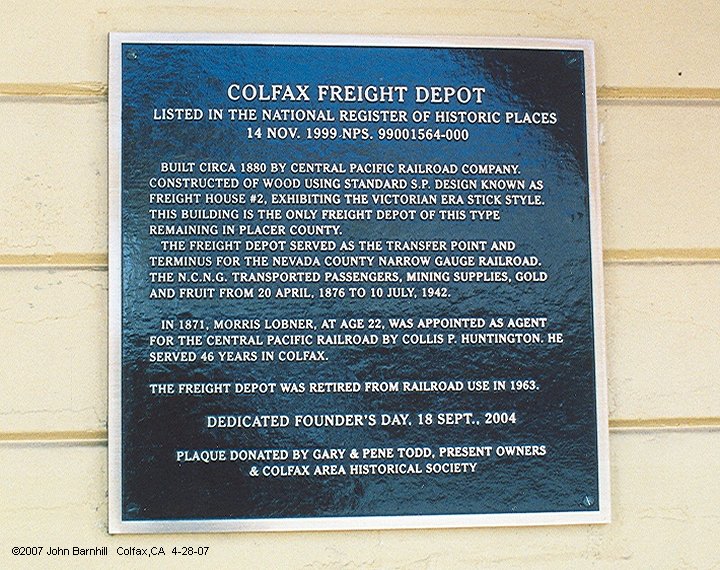 COLFAX FREIGHT DEPOT
LISTED IN THE NATIONAL REGISTER OF HISTORIC PLACES
14 NOV. 1999 NPS. 99001564-000
BUILT CIRCA 1880 BY CENTRAL PACIFIC RAILROAD COMPANY.
CONSTRUCTED OF WOOD USING STANDARD S.P. DESIGN KNOWN AS
FREIGHT HOUSE #2, EXHIBITING THE VICTORIAN ERA STICK STYLE.
THIS BUILDING IS THE ONLY FREIGHT DEPOT OF THIS TYPE
REMAINING IN PLACER COUNTY.
THE FREIGHT DEPOT SERVED AS THE TRANSFER POINT AND
TERMINUS FOR THE NEVADA COUNTY NARROW GAUGE RAILROAD.
THE N.C.N.G. TRANSPORTED PASSENGERS, MINING SUPPLIES, GOLD
AND FRUIT FROM 20 APRIL, 1876 TO 10 JULY, 1942.
IN 1871, MORRIS LOBNER, AT AGE 22, WAS APPOINTED AS AGENT
FOR THE CENTRAL PACIFIC RAILROAD BY COLLIS P. HUNTINGTON. HE
SERVED 46 YEARS IN COLFAX.
THE FREIGHT DEPOT WAS RETIRED FROM RAILROAD USE IN 1963.
DEDICATED FOUNDER'S DAY, 18 SEPT., 2004
PLAQUE DONATED BY GARY & PENE TODD, PRESENT OWNERS
& COLFAX AREA HISTORICAL SOCIETY
©2007 John Barnhill Colfax,CA 4-28-07